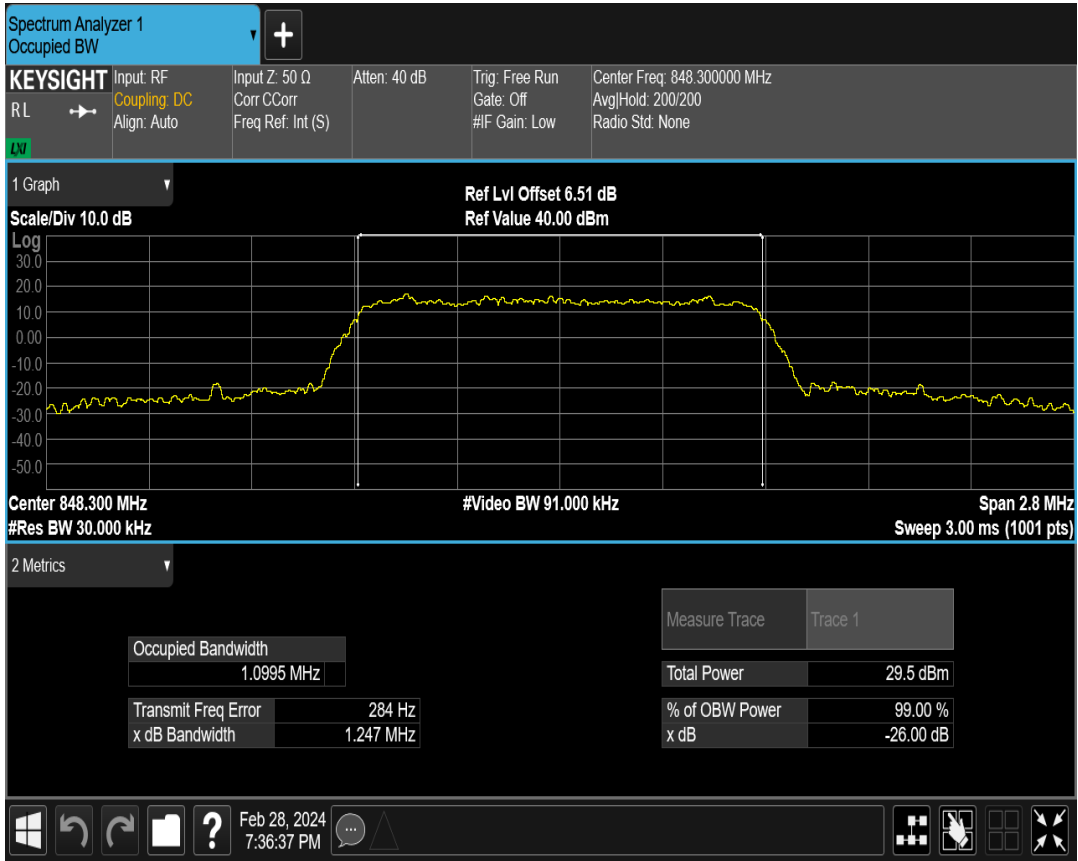 Spectrum Analyzer 1
Occupied BW
KEYSIGHT
RL
LXI
Input: RF
Coupling: DC
Align: Auto
Input Z: 50 Ω
Corr CCorr
Freq Ref: Int (S)
Atten: 40 dB
Trig: Free Run
Gate: Off
#IF Gain: Low
Center Freq: 848.300000 MHz
Avg|Hold: 200/200
Radio Std: None
1 Graph
Ref Lvl Offset 6.51 dB
Scale/Div 10.0 dB
Ref Value 40.00 dBm
Log
30.0
20.0
10.0
0.00
-10.0
-20.0
-30.0
-40.0
-50.0
Center 848.300 MHz
#Video BW 91.000 kHz
Span 2.8 MHz
#Res BW 30.000 kHz
Sweep 3.00 ms (1001 pts)
2 Metrics
Measure Trace Trace 1
Occupied Bandwidth
1.0995 MHz
Total Power 29.5 dBm
Transmit Freq Error 284 Hz
% of OBW Power 99.00 %
x dB Bandwidth 1.247 MHz
x dB -26.00 dB
?
Feb 28, 2024
7:36:37 PM